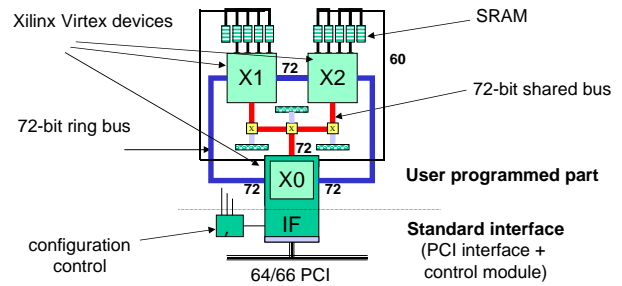 Xilinx Virtex devices
SRAM
X1
72
X2
60
72-bit shared bus
72-bit ring bus
x
x
x
72
72
X0
72
User programmed part
IF
Standard interface
(PCI interface +
control module)
configuration
control
64/66 PCI